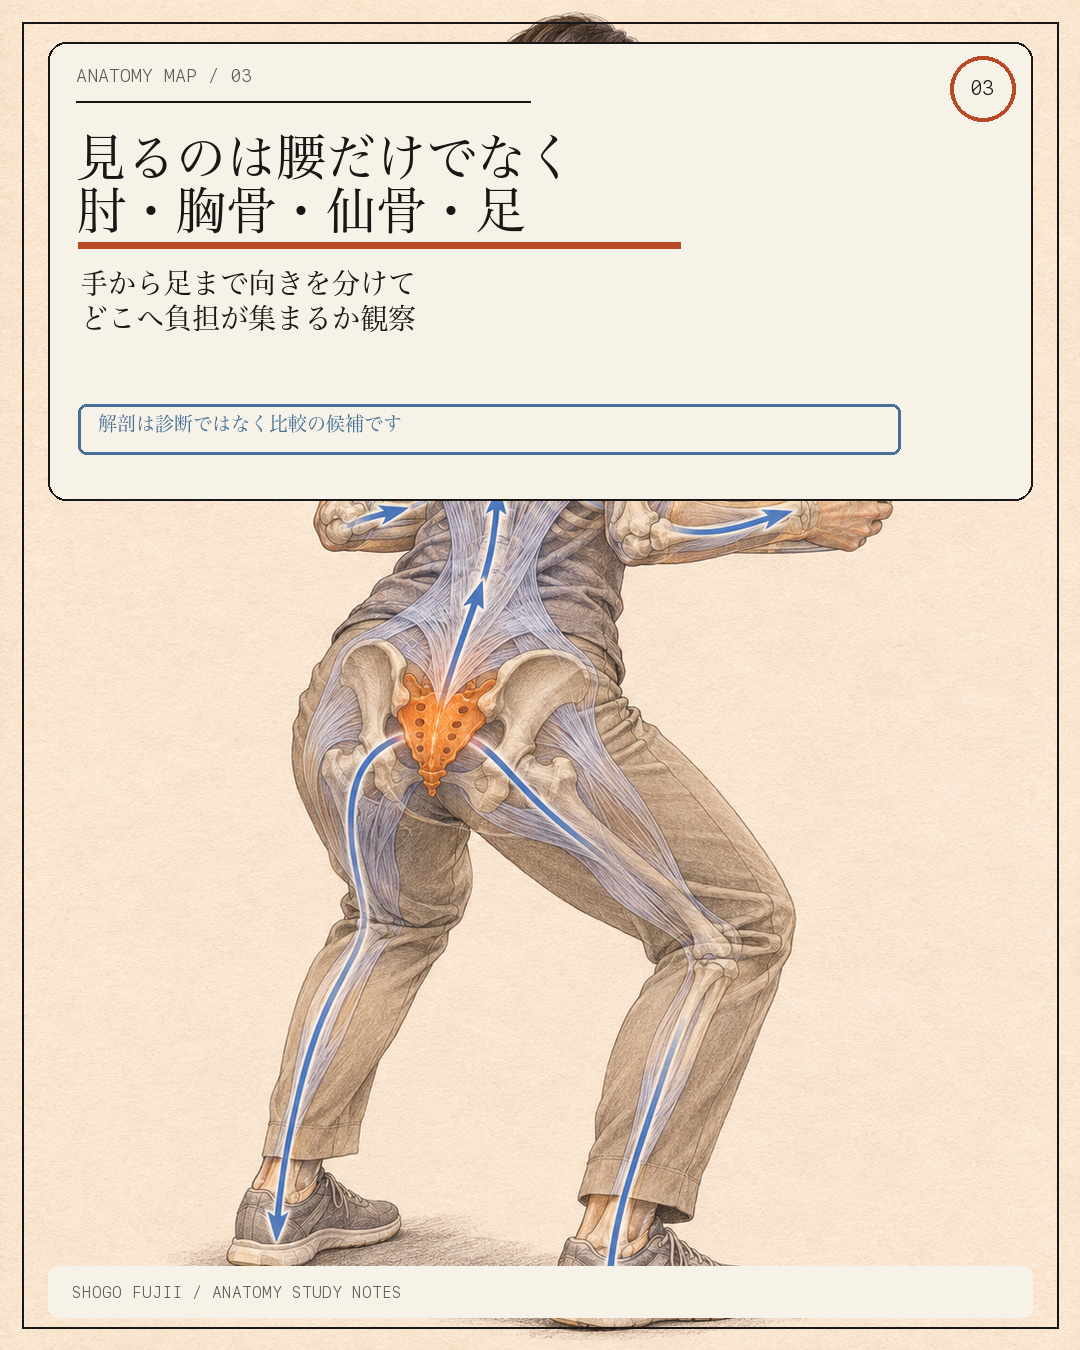 ANATOMY MAP / 03
03
見るのは腰だけでなく
肘・胸骨・仙骨・足
手から足まで向きを分けて
どこへ負担が集まるか観察
解剖は診断ではなく比較の候補です
SHOGO FUJII / ANATOMY STUDY NOTES